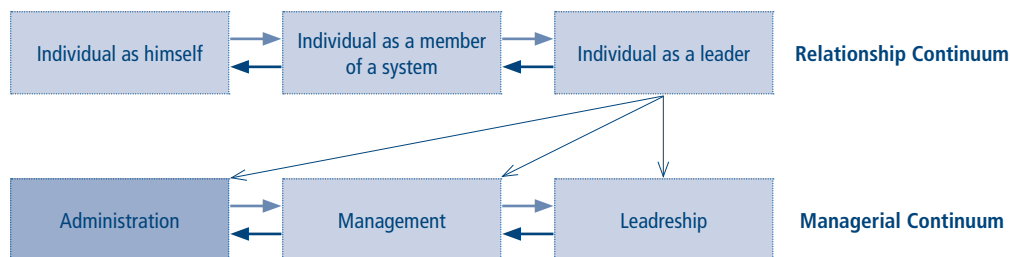 Individual as himself
Individual as a member
of a system
Individual as a leader
Relationship Continuum
Administration
Management
Leadreship
Managerial Continuum